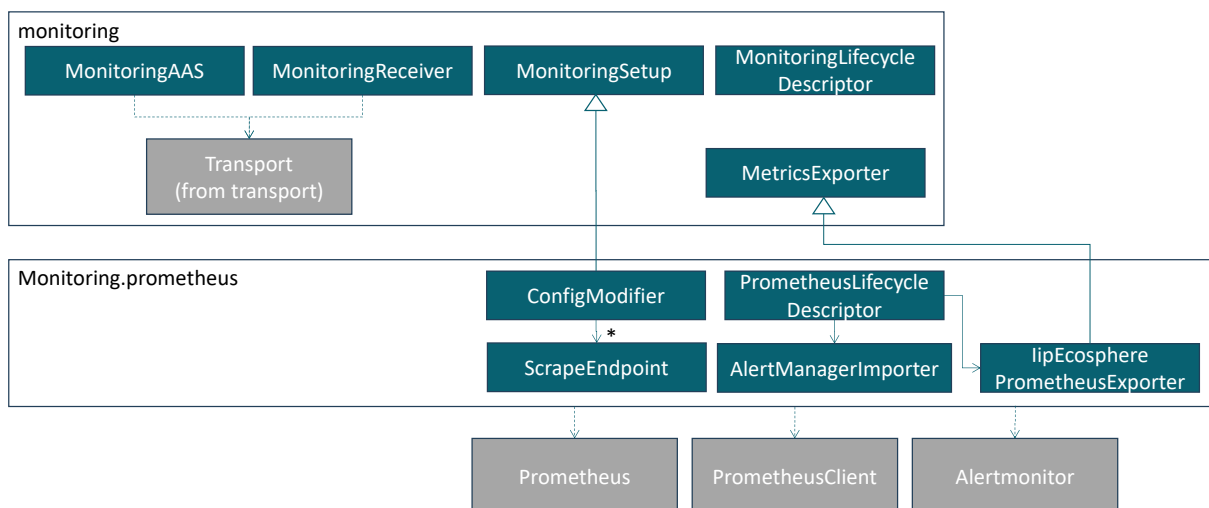 monitoring
MonitoringAAS
MonitoringReceiver
MonitoringSetup
MonitoringLifecycle
Descriptor
Transport
(from transport)
MetricsExporter
Monitoring.prometheus
ConfigModifier
PrometheusLifecycle
Descriptor
*
ScrapeEndpoint
AlertManagerImporter
IipEcosphere
PrometheusExporter
Prometheus
PrometheusClient
Alertmonitor